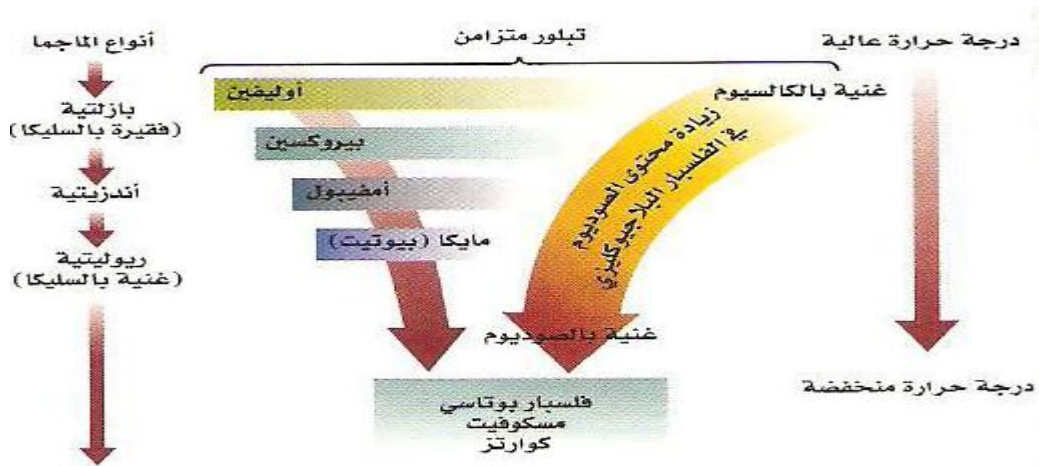 درجة حرارة عالية
تبلور متزامن
أنواع الماجما
غنية بالكالسيوم
أوليفين
بازلتية
(فقيرة بالسليكا)
زيادة محتوى الصوديوم
في الفلسبار البلاجيوكليزي
بيروكسين
أمفيبول
أندزيتية
مايكا (بيوتيت)
ريوليتية
(غنية بالسليكا)
غنية بالصوديوم
درجة حرارة منخفضة
فلسبار بوتاسي
مسكوفيت
كوارتز